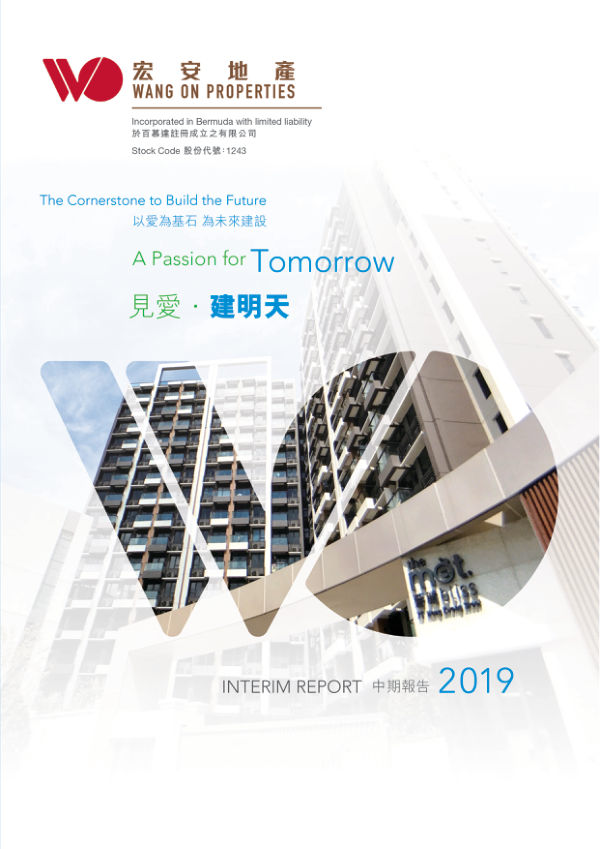 宏安地產
WANG ON PROPERTIES
Incorporated in Bermuda with limited liability
於百慕達註冊成立之有限公司
Stock Code 股份代號：1243
The Cornerstone to Build the Future
以愛為基石 為未來建設
A Passion for Tomorrow
見愛・建明天
the
met.
INTERIM REPORT 中期報告 2019